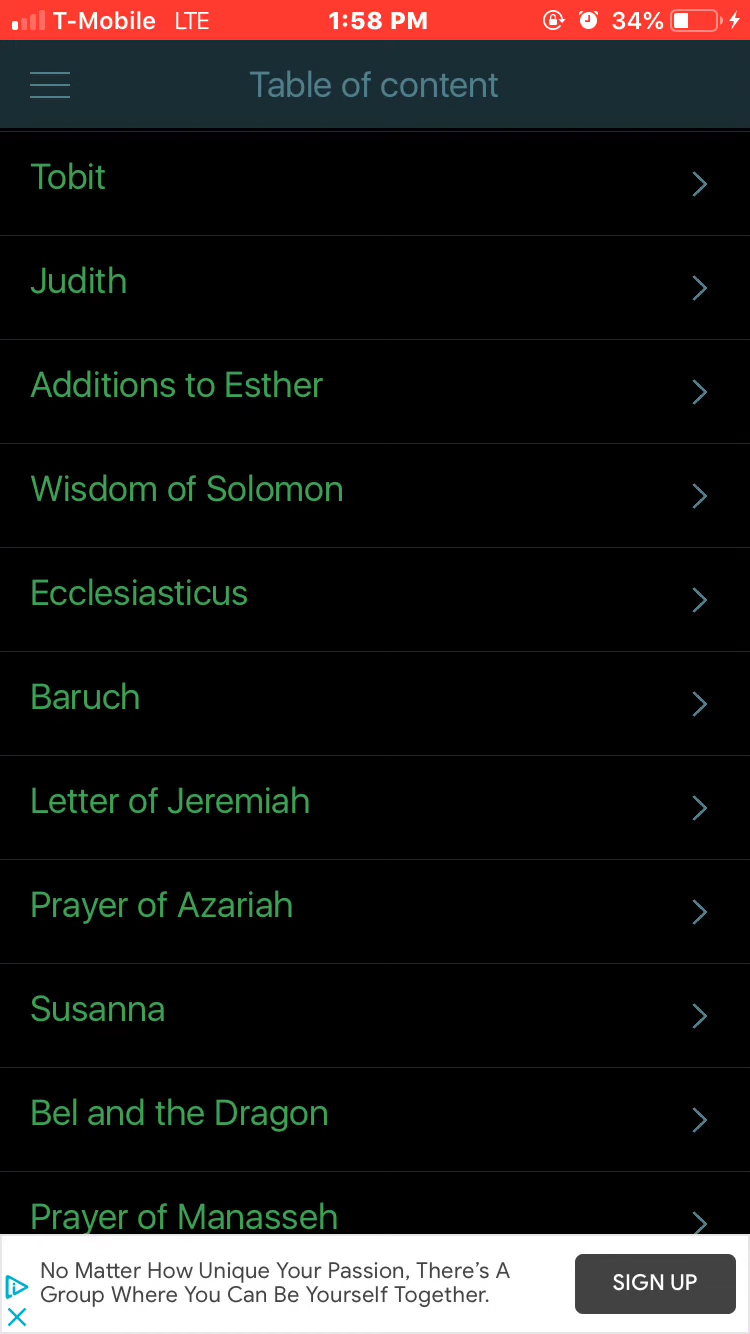 T-Mobile LTE 1:58 PM 34%
Table of content
Tobit
Judith
Additions to Esther
Wisdom of Solomon
Ecclesiasticus
Baruch
Letter of Jeremiah
Prayer of Azariah
Susanna
Bel and the Dragon
Prayer of Manasseh
No Matter How Unique Your Passion, There's A
Group Where You Can Be Yourself Together.
SIGN UP